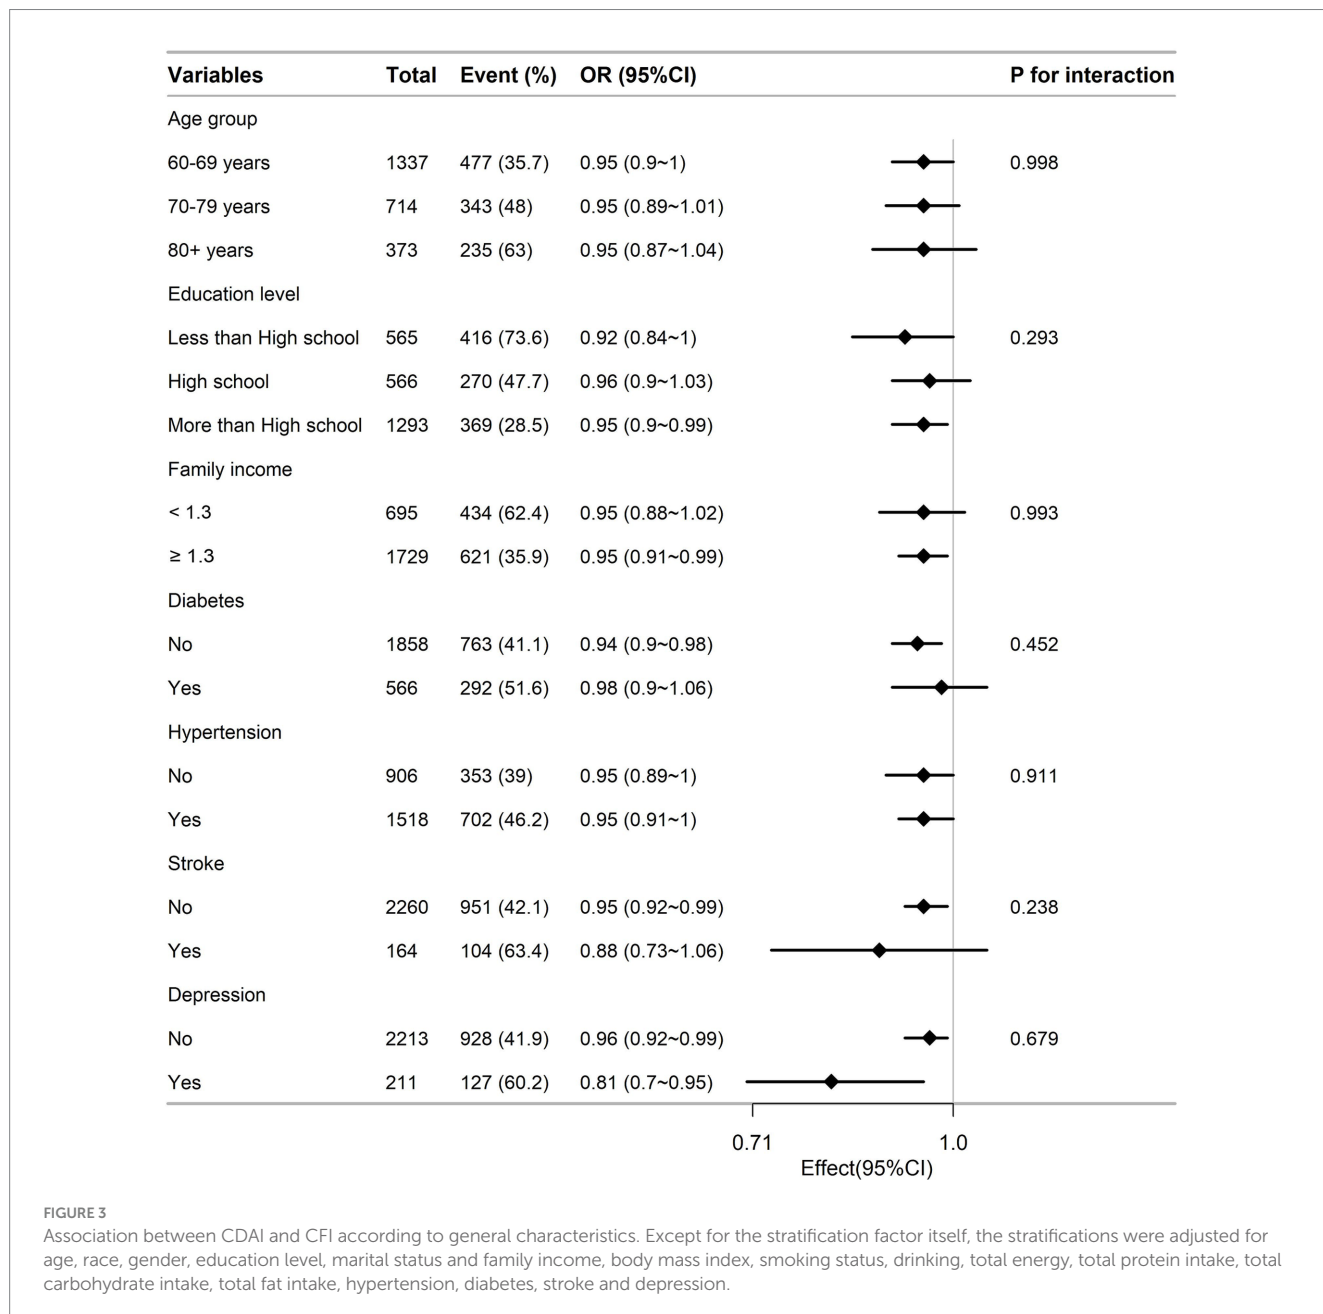 Variables Total Event (%) OR (95%CI) P for interaction
Age group
60-69 years 1337 477 (35.7) 0.95 (0.9~1) 0.998
70-79 years 714 343 (48) 0.95 (0.89~1.01)
80+ years 373 235 (63) 0.95 (0.87~1.04)
Education level
Less than High school 565 416 (73.6) 0.92 (0.84~1) 0.293
High school 566 270 (47.7) 0.96 (0.9~1.03)
More than High school 1293 369 (28.5) 0.95 (0.9~0.99)
Family income
< 1.3 695 434 (62.4) 0.95 (0.88~1.02) 0.993
≥ 1.3 1729 621 (35.9) 0.95 (0.91~0.99)
Diabetes
No 1858 763 (41.1) 0.94 (0.9~0.98) 0.452
Yes 566 292 (51.6) 0.98 (0.9~1.06)
Hypertension
No 906 353 (39) 0.95 (0.89~1) 0.911
Yes 1518 702 (46.2) 0.95 (0.91~1)
Stroke
No 2260 951 (42.1) 0.95 (0.92~0.99) 0.238
Yes 164 104 (63.4) 0.88 (0.73~1.06)
Depression
No 2213 928 (41.9) 0.96 (0.92~0.99) 0.679
Yes 211 127 (60.2) 0.81 (0.7~0.95)
0.71 1.0
Effect(95%CI)
FIGURE 3
Association between CDAI and CFI according to general characteristics. Except for the stratification factor itself, the stratifications were adjusted for
age, race, gender, education level, marital status and family income, body mass index, smoking status, drinking, total energy, total protein intake, total
carbohydrate intake, total fat intake, hypertension, diabetes, stroke and depression.